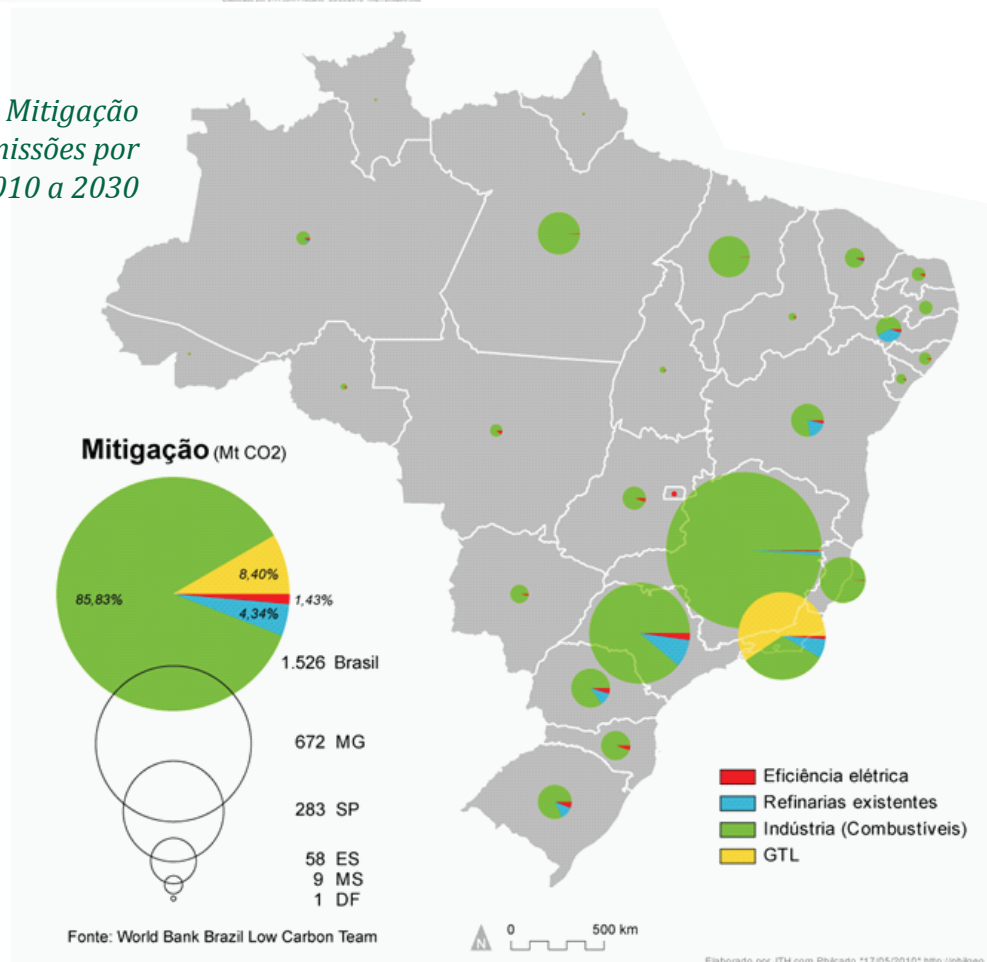 Mitigação
missões por
010 a 2030
Mitigação (Mt CO2)
8,40%
85,83%
1,43%
4,34%
1.526 Brasil
672 MG
283 SP
58 ES
9 MS
1 DF
Eficiência elétrica
Refinarias existentes
Indústria (Combustíveis)
GTL
Fonte: World Bank Brazil Low Carbon Team
N
0 500 km